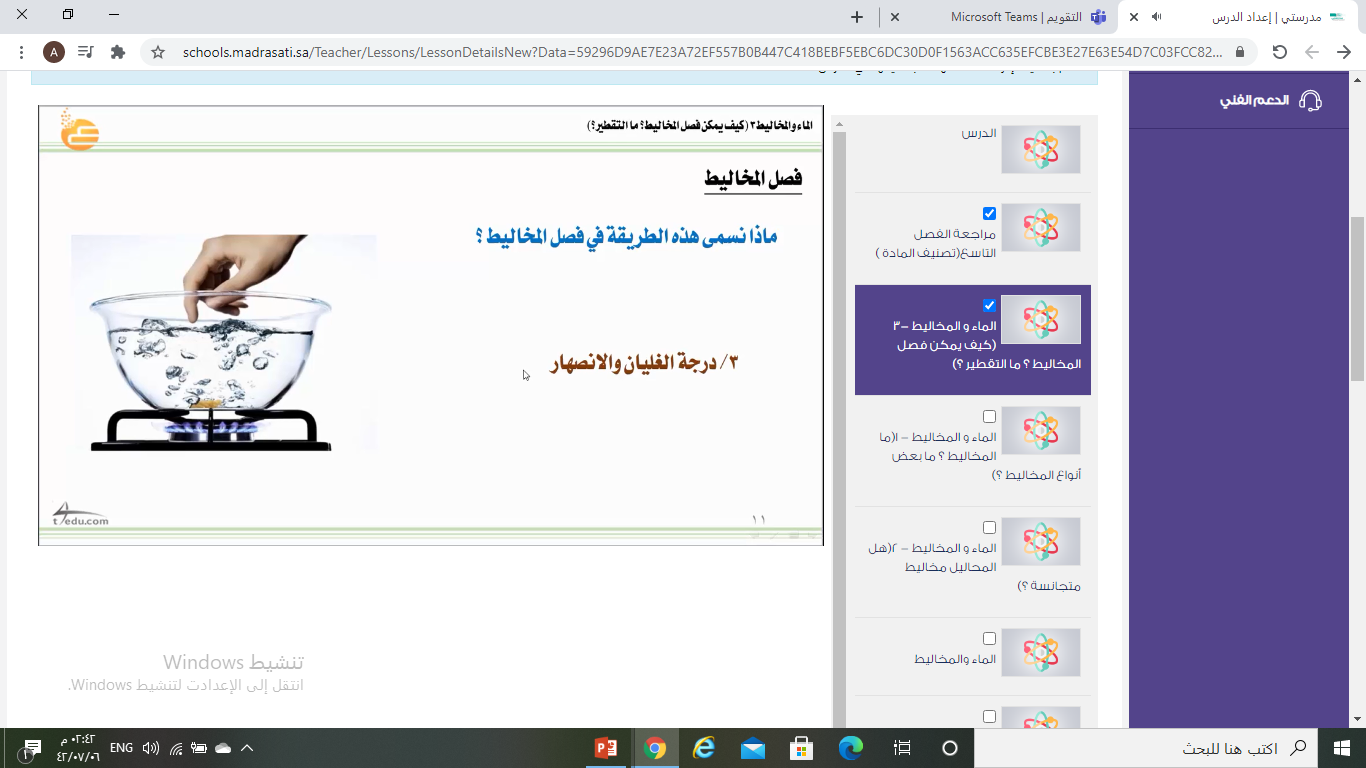 مدرستي | إعداد الدرس
التقويم | Microsoft Teams
schools.madrasati.sa/Teacher/Lessons/LessonDetailsNew?Data=59296D9AE7E23A72EF557B0B447C418BEBF5EBC6DC30D0F1563ACC635EFCBE3E27E63E54D7C03FCC82...
A
الدعم الفني
الماء والمخاليط٣ (كيف يمكن فصل المخاليط؟ ما التقطير؟)
فصل المخاليط
ماذا نسمى هذه الطريقة في فصل المخاليط ؟
٣/ درجة الغليان والانصهار
t4edu.com
١١
الدرس
مراجعة الفصل
التاسع(تصنيف المادة )
الماء و المخاليط -٣
(كيف يمكن فصل
المخاليط ؟ ما التقطير ؟)
الماء و المخاليط - ١(ما
المخاليط ؟ ما بعض
أنواع المخاليط ؟)
الماء و المخاليط - ٢(هل
المحاليل مخاليط
متجانسة ؟)
الماء والمخاليط
تنشيط Windows
انتقل إلى الإعدادت لتنشيط Windows.
اكتب هنا للبحث
ENG
٠٢:٤٢ م
٤٢/٠٧/٠٦